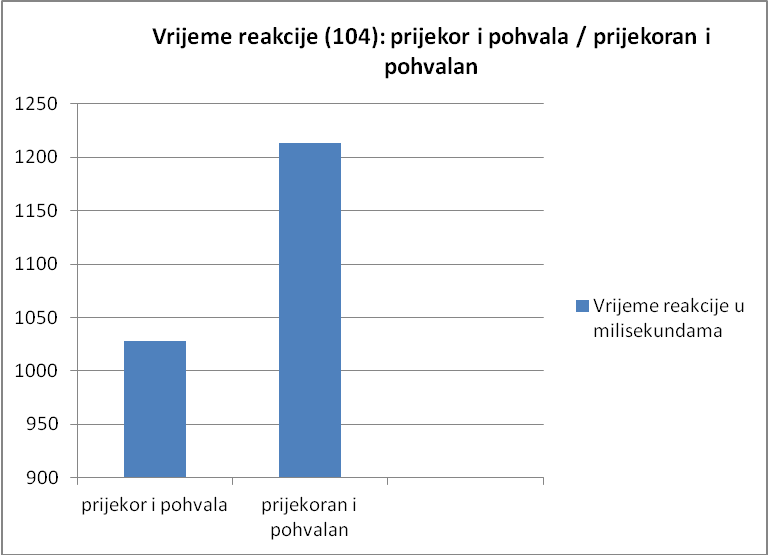 Vrijeme reakcije (104): prijekor i pohvala / prijekoran i
pohvalan
1250
1200
1150
1100
1050
1000
950
900
prijekor i pohvala
prijekoran i
pohvalan
Vrijeme reakcije u
milisekundama